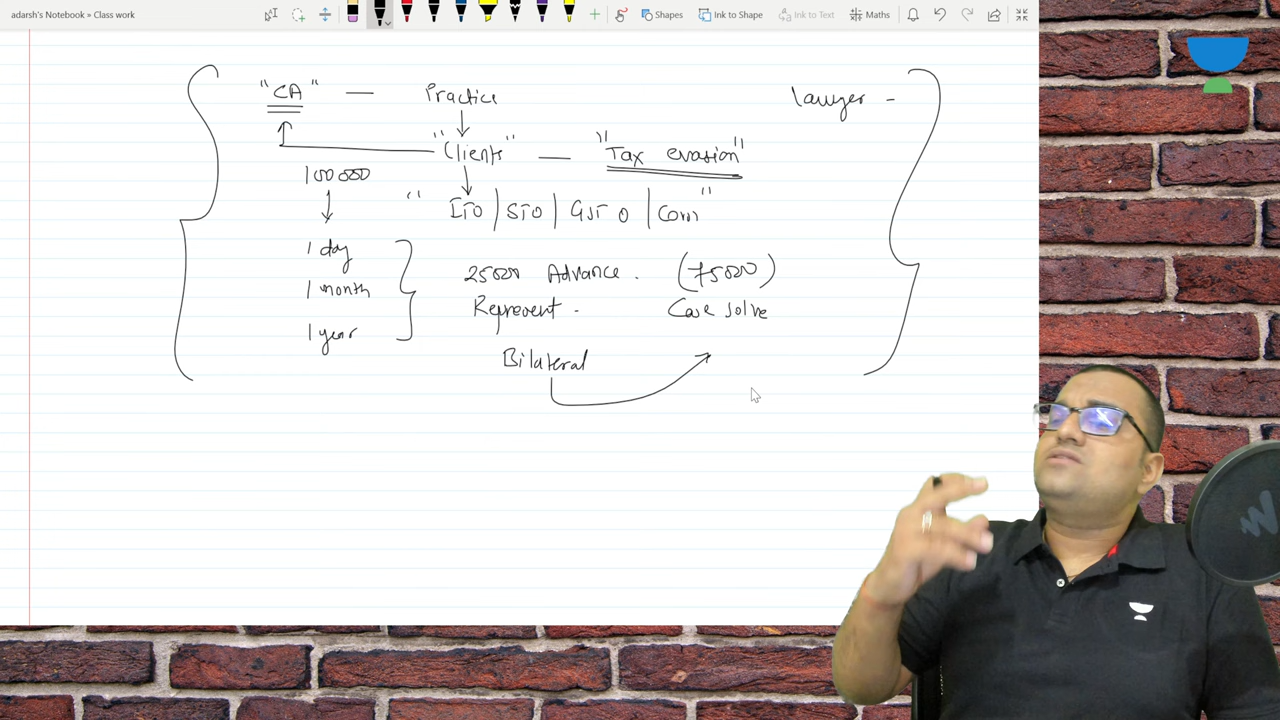 adarsh's Notebook » Class work
Shapes
Ink to Shape
Ink to Text
Maths
"CA" — Practice
lawyer -
"Clients" — "Tax evasion"
100000
" ITO | STO | GST O | Com "
1 day
25000 Advance. (75000)
1 month
Represent. Case solve
1 year
Bilateral